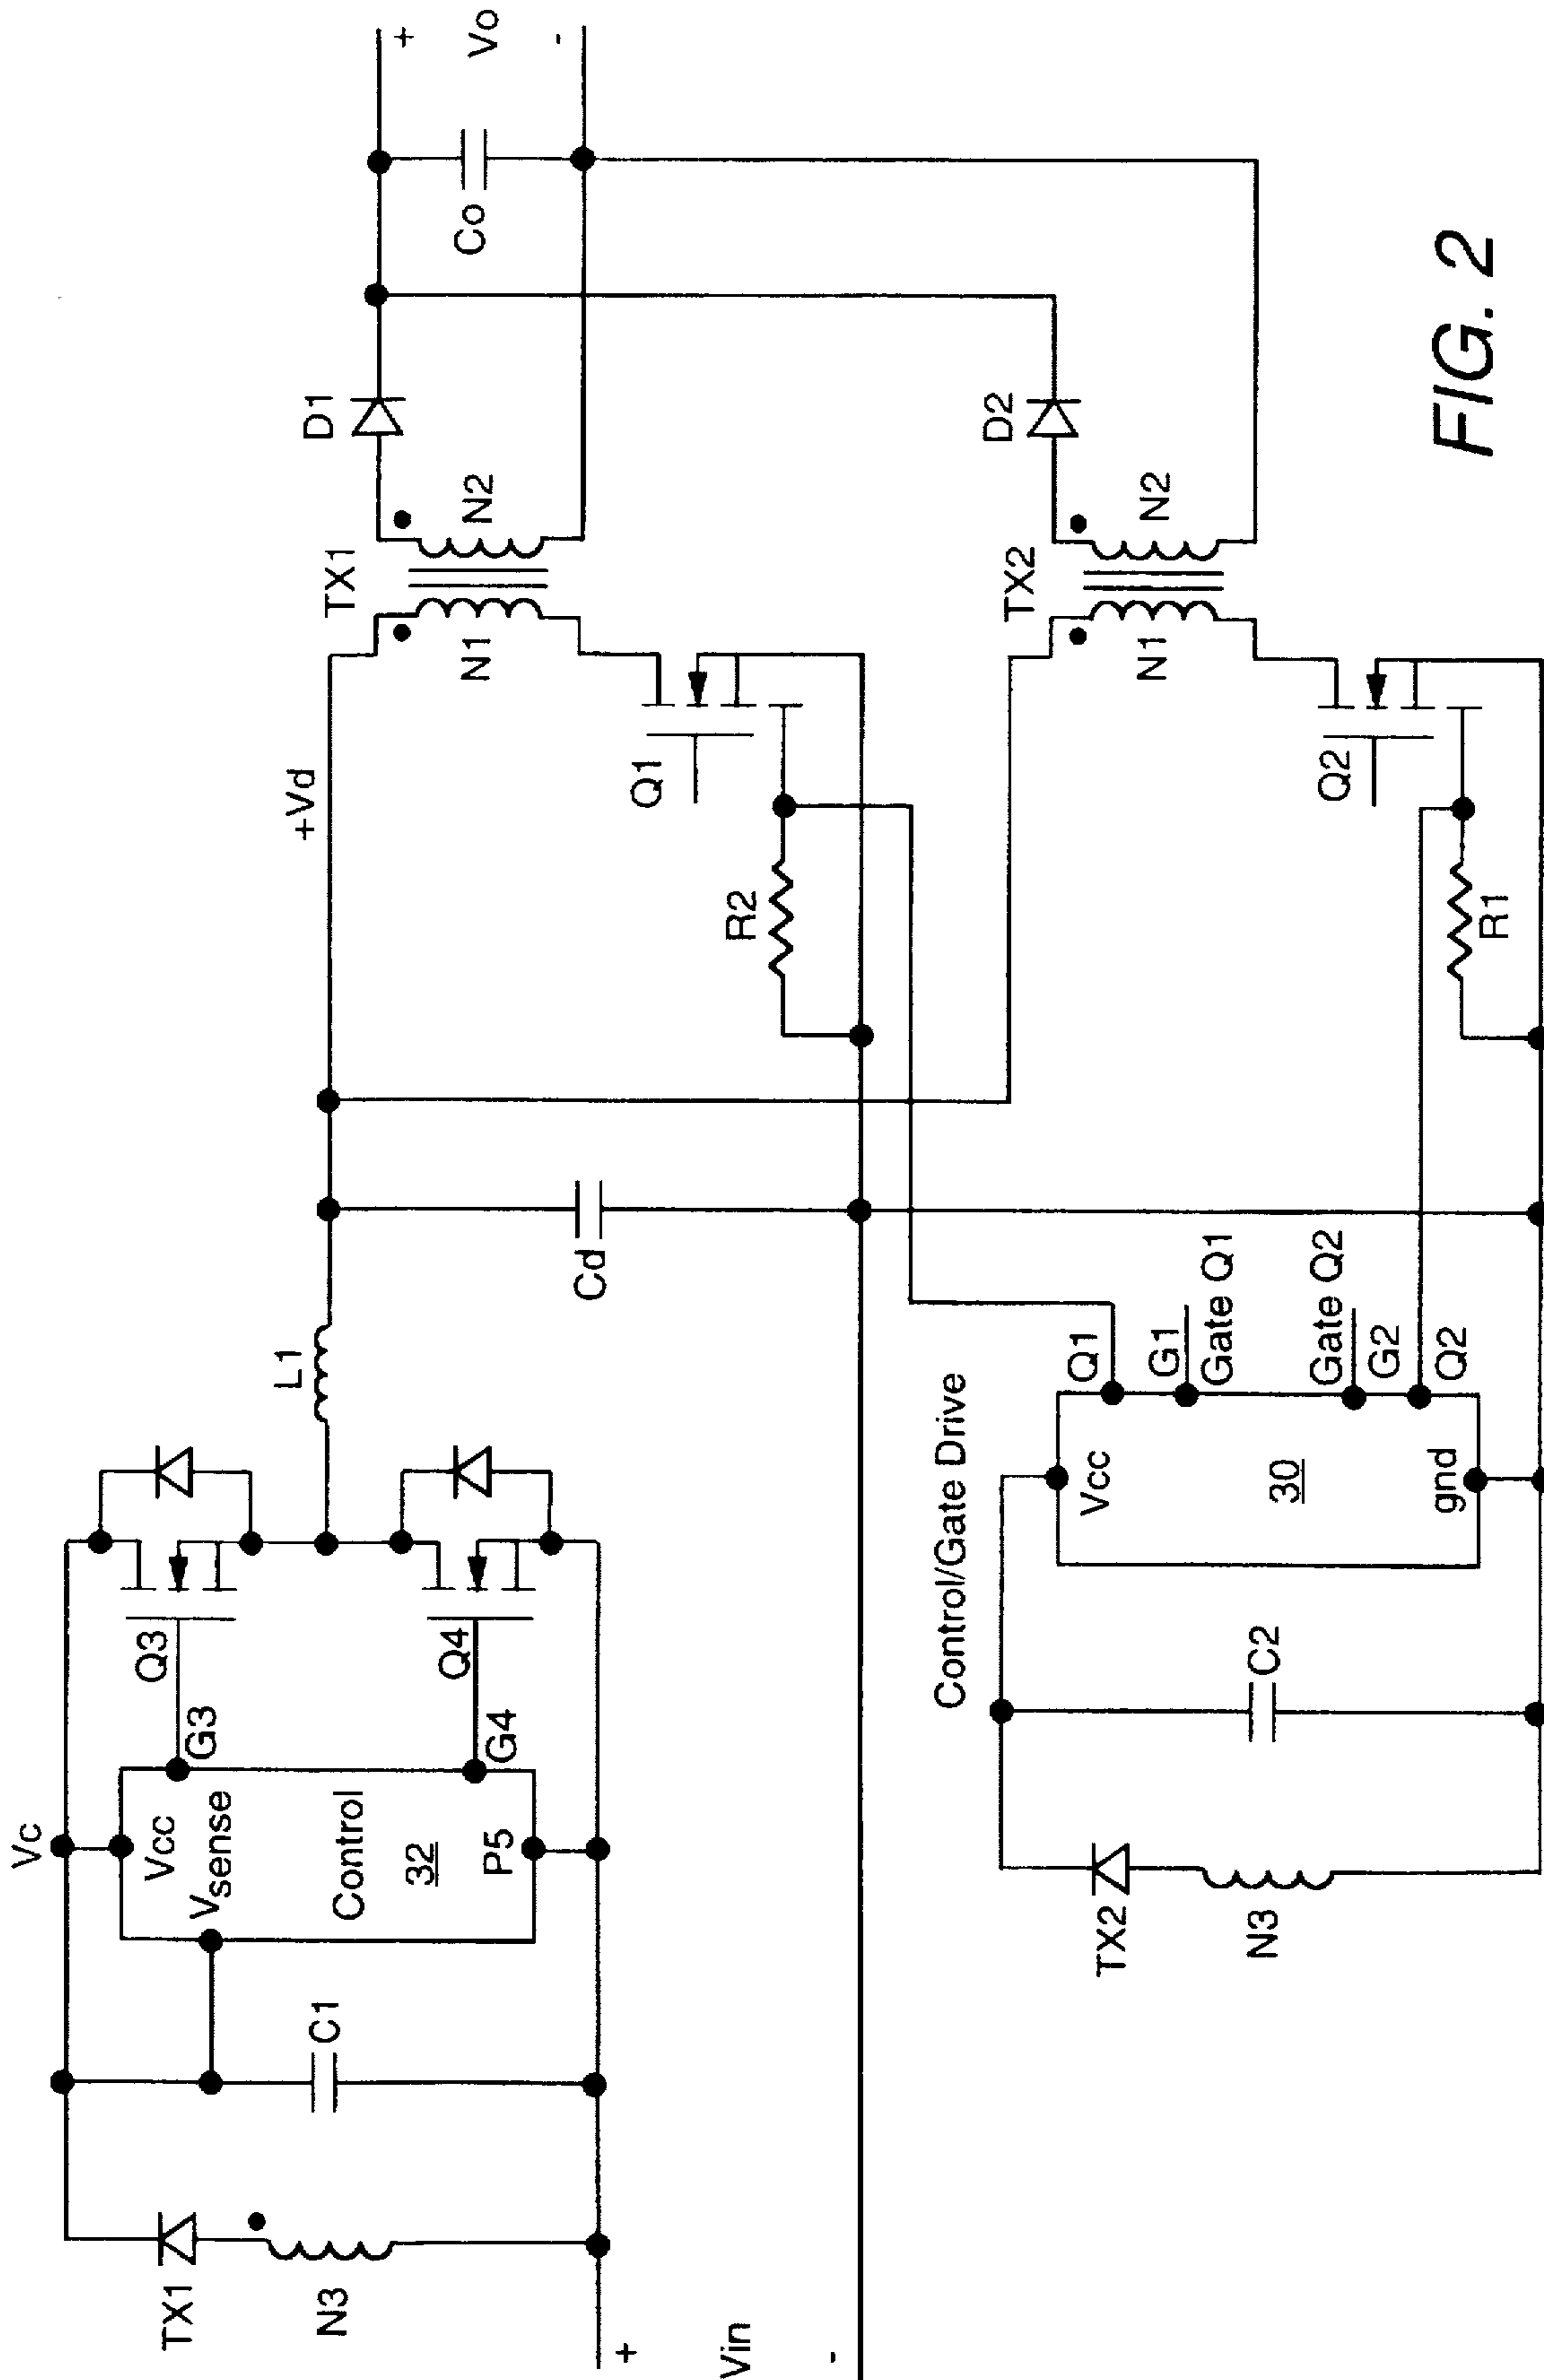 Vc
TX1
N3
C1
Vcc
Vsense
Control
32
P5
G3
G4
Q3
Q4
L1
+Vd
Cd
Vin
+
-
TX1
N1
N2
D1
Co
+
Vo
-
Q1
R2
TX2
N1
N2
D2
Q2
R1
Control/Gate Drive
TX2
N3
C2
Vcc
30
gnd
Q1
G1
Gate Q1
Gate Q2
G2
Q2
FIG. 2